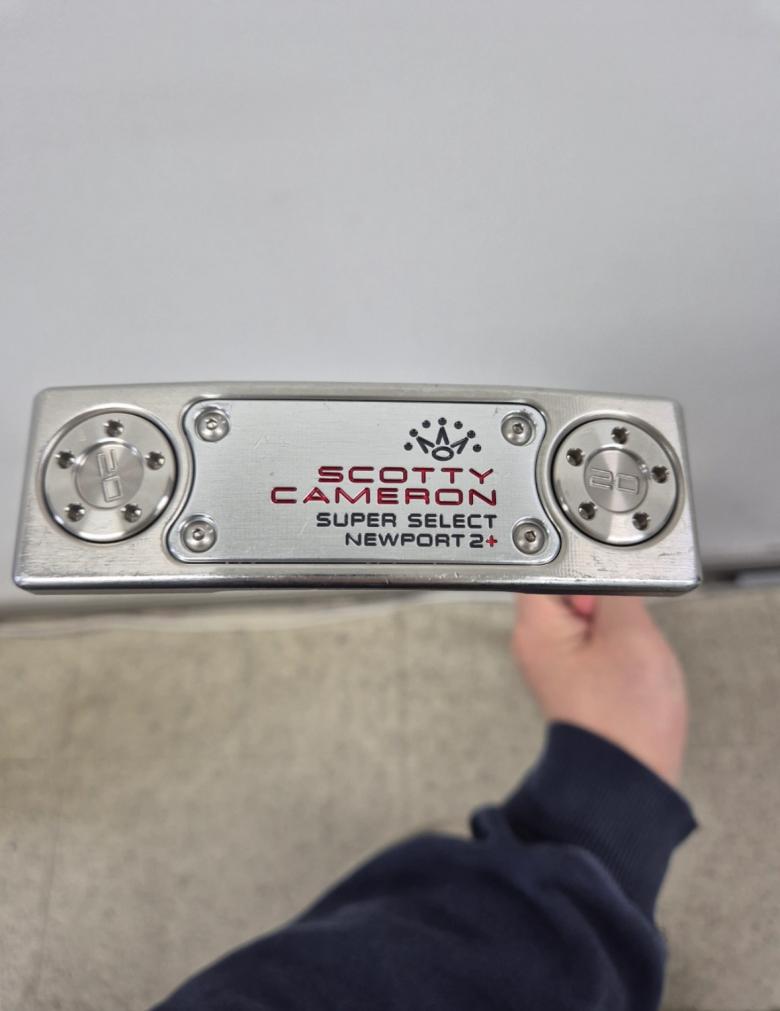 20
SCOTTY
CAMERON
SUPER SELECT
NEWPORT 2+
20